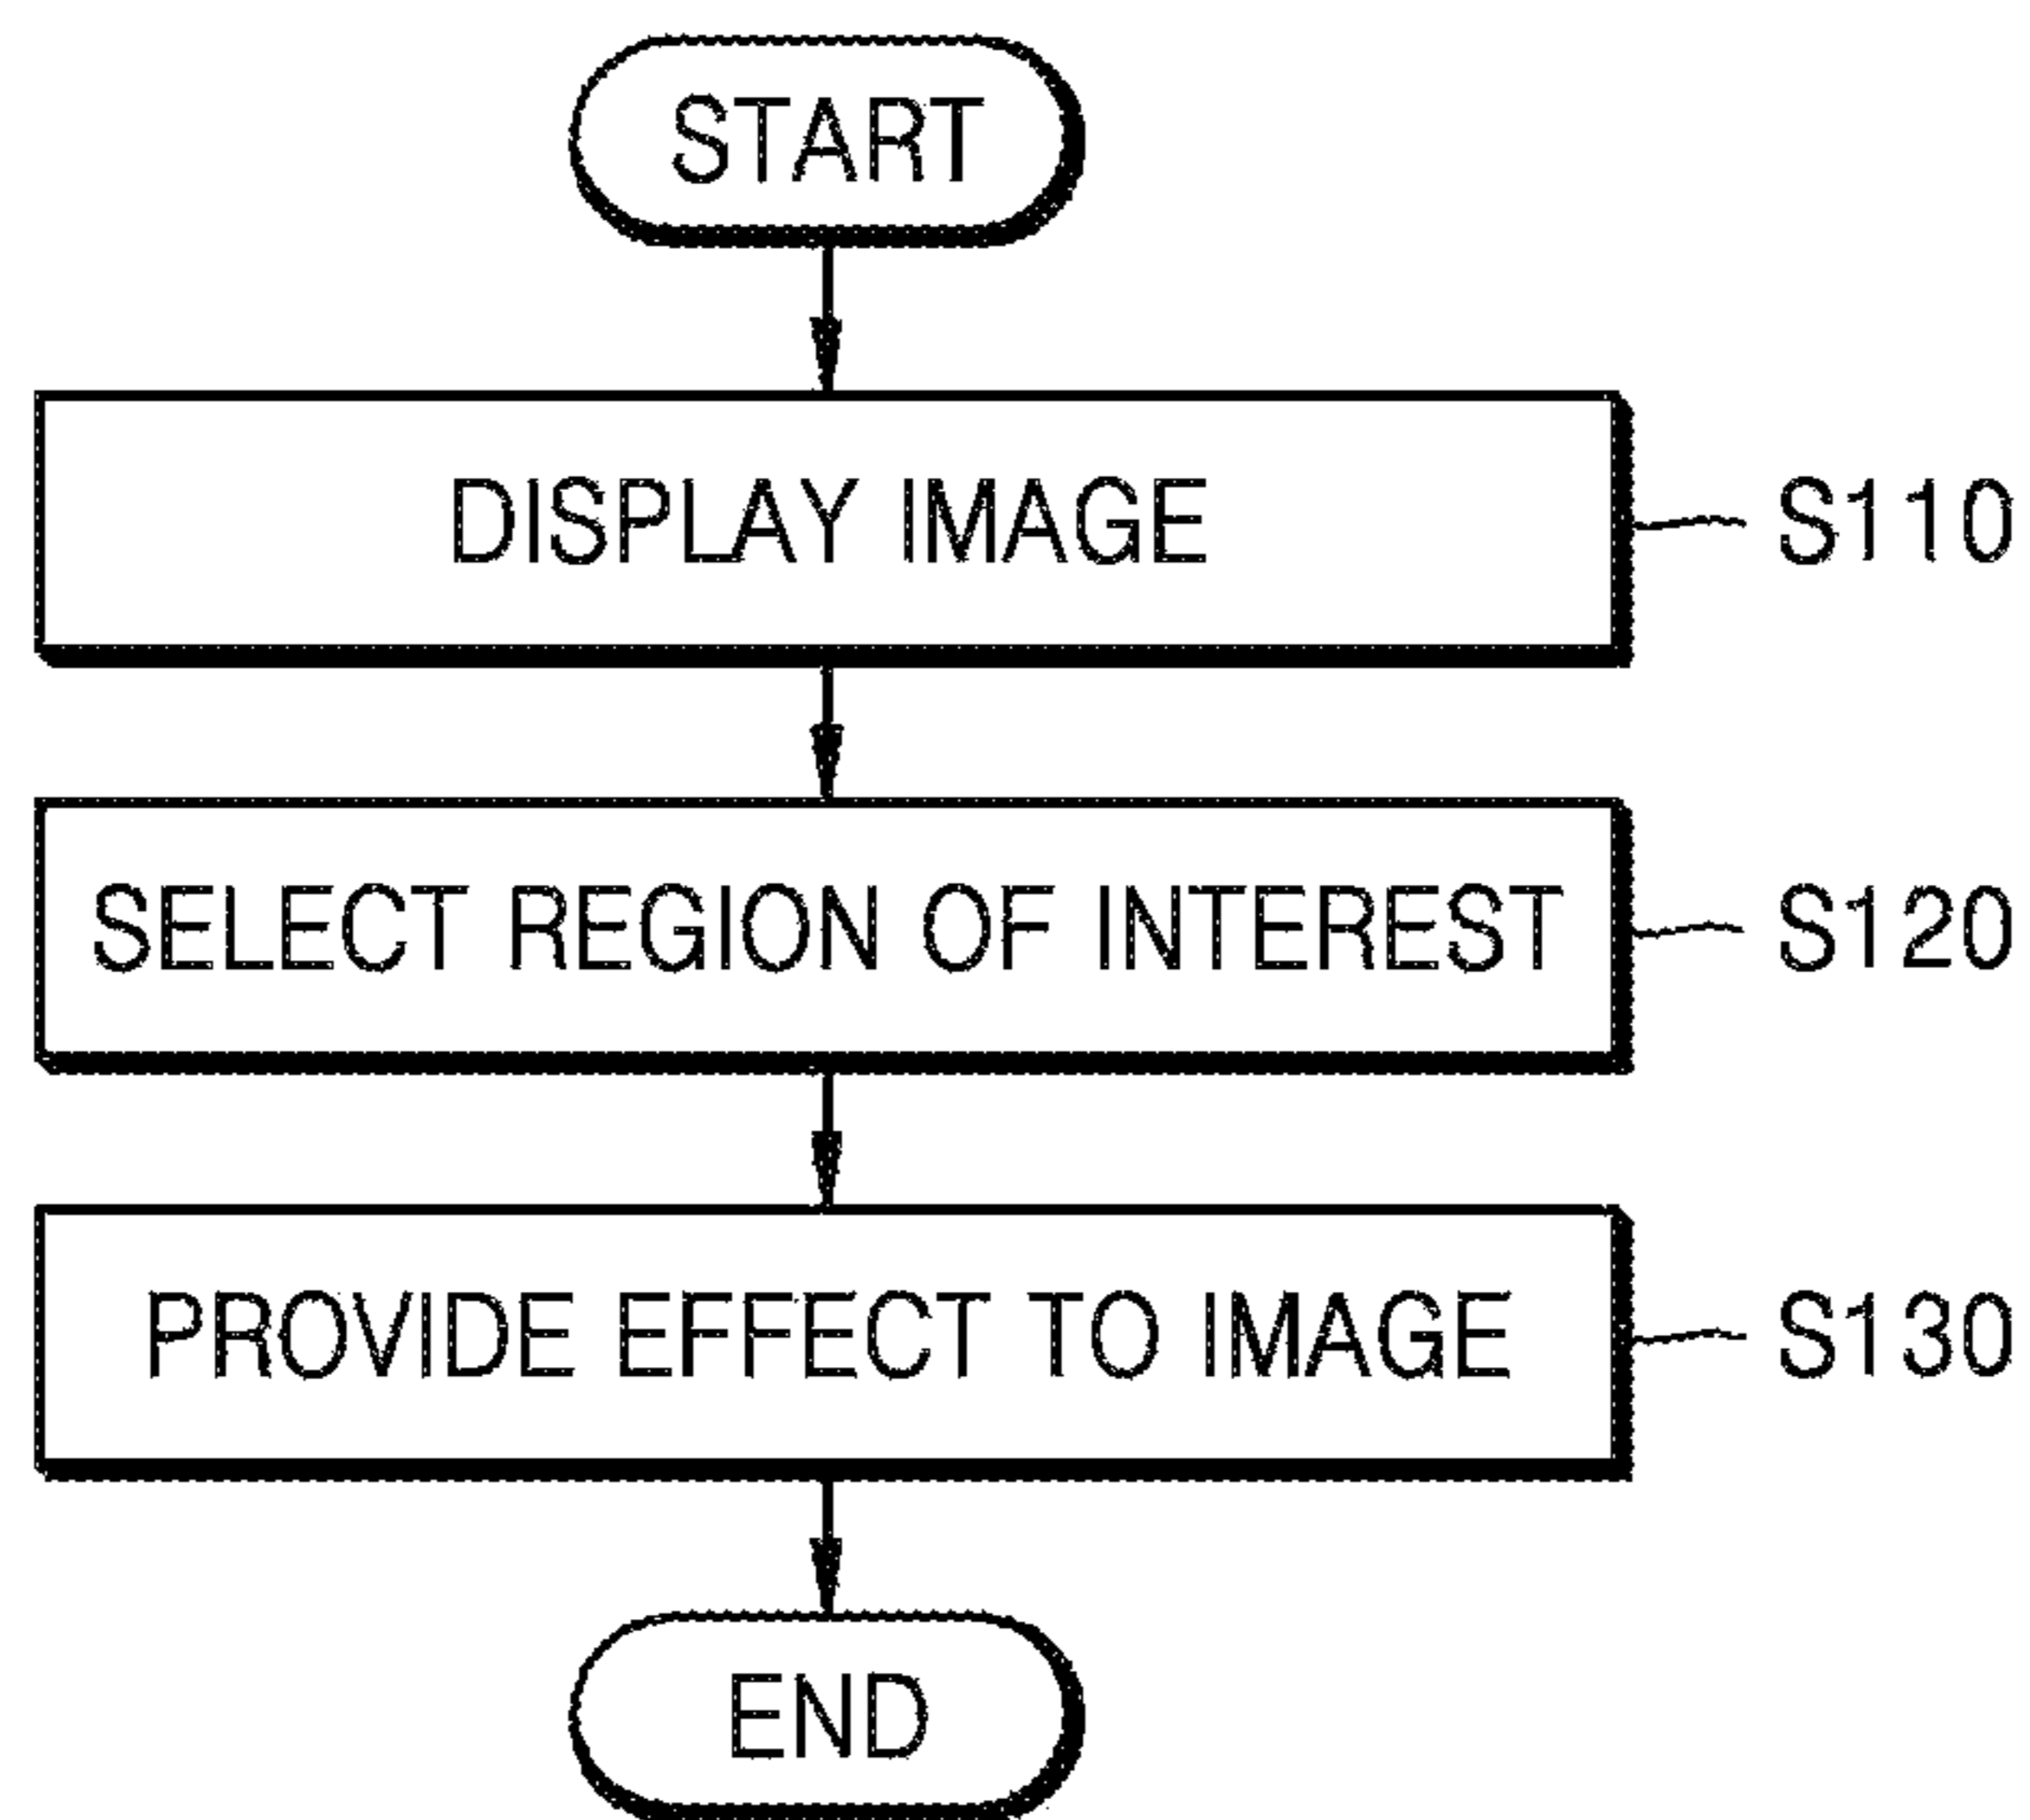 START
DISPLAY IMAGE S110
SELECT REGION OF INTEREST S120
PROVIDE EFFECT TO IMAGE S130
END